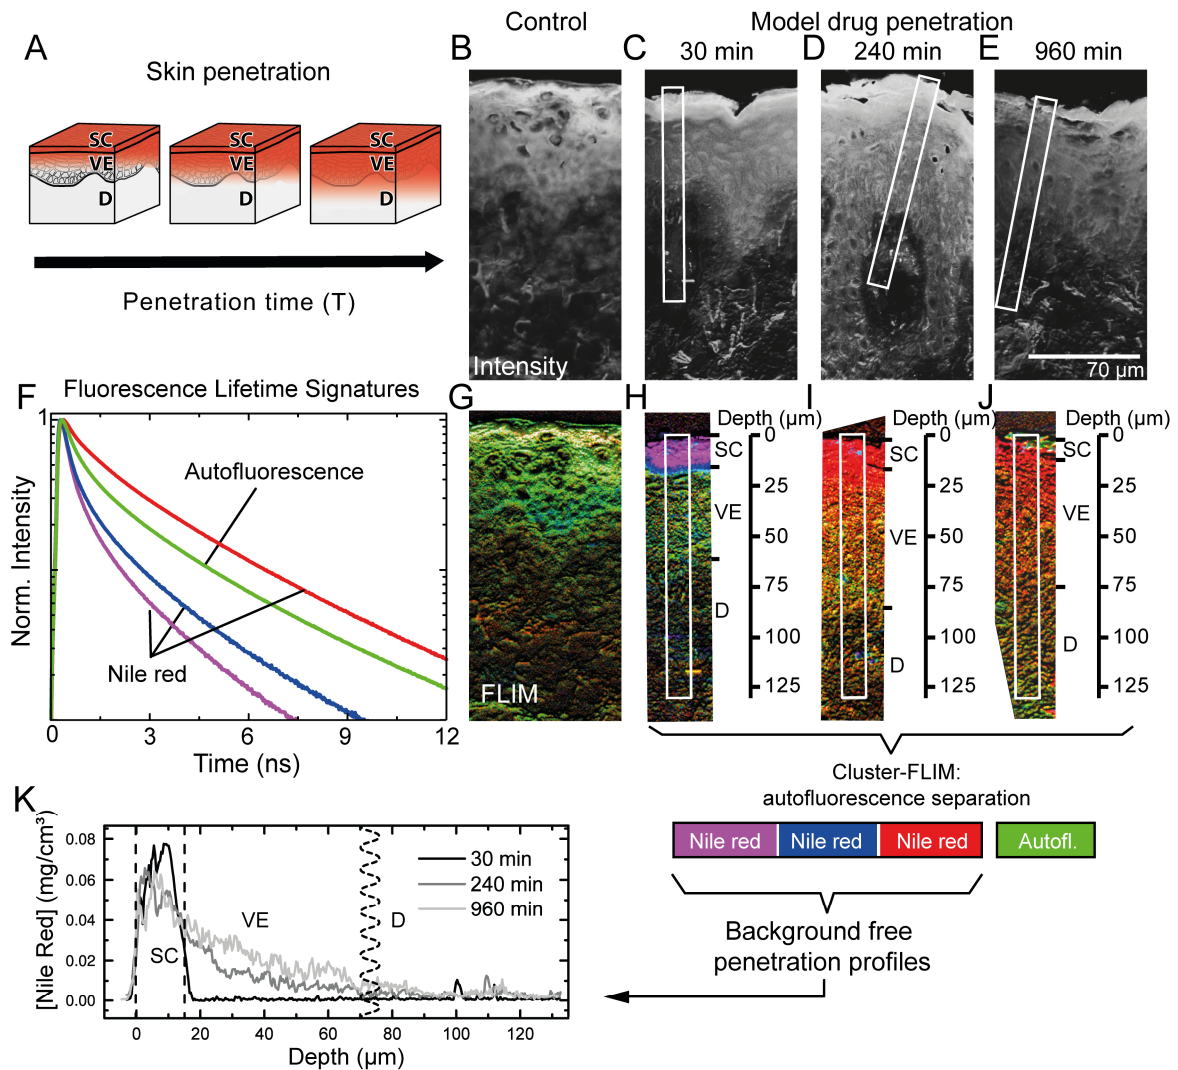 Control
Model drug penetration
A
B
C
30 min
D
240 min
E
960 min
Skin penetration
SC
VE
D
SC
VE
D
SC
VE
D
Penetration time (T)
Intensity
70 µm
F
Fluorescence Lifetime Signatures
1
Norm. Intensity
Autofluorescence
Nile red
0
3
6
9
12
Time (ns)
G
FLIM
H
Depth (µm)
SC
VE
D
0
25
50
75
100
125
I
Depth (µm)
SC
VE
D
0
25
50
75
100
125
J
Depth (µm)
SC
VE
D
0
25
50
75
100
125
Cluster-FLIM:
autofluorescence separation
Nile red
Nile red
Nile red
Autofl.
Background free
penetration profiles
K
[Nile Red] (mg/cm³)
0.08
0.06
0.04
0.02
0.00
30 min
240 min
960 min
VE
D
SC
0
20
40
60
80
100
120
Depth (µm)